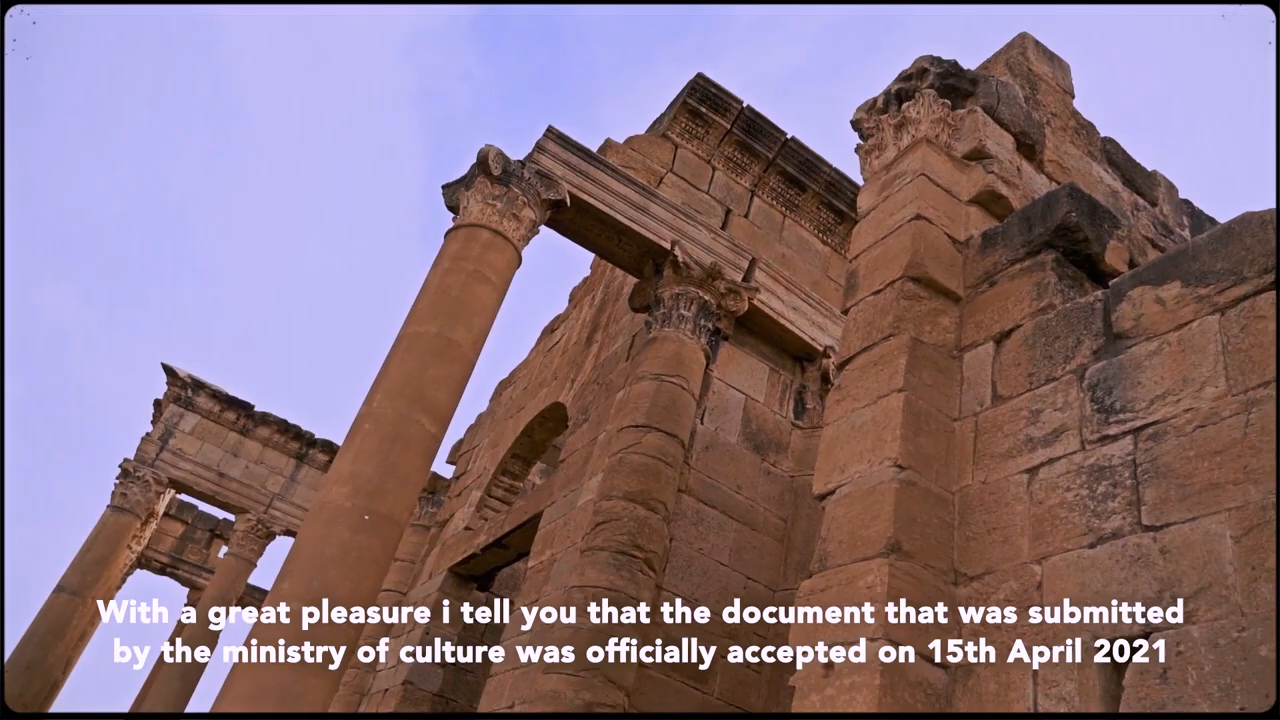 With a great pleasure i tell you that the document that was submitted
by the ministry of culture was officially accepted on 15th April 2021